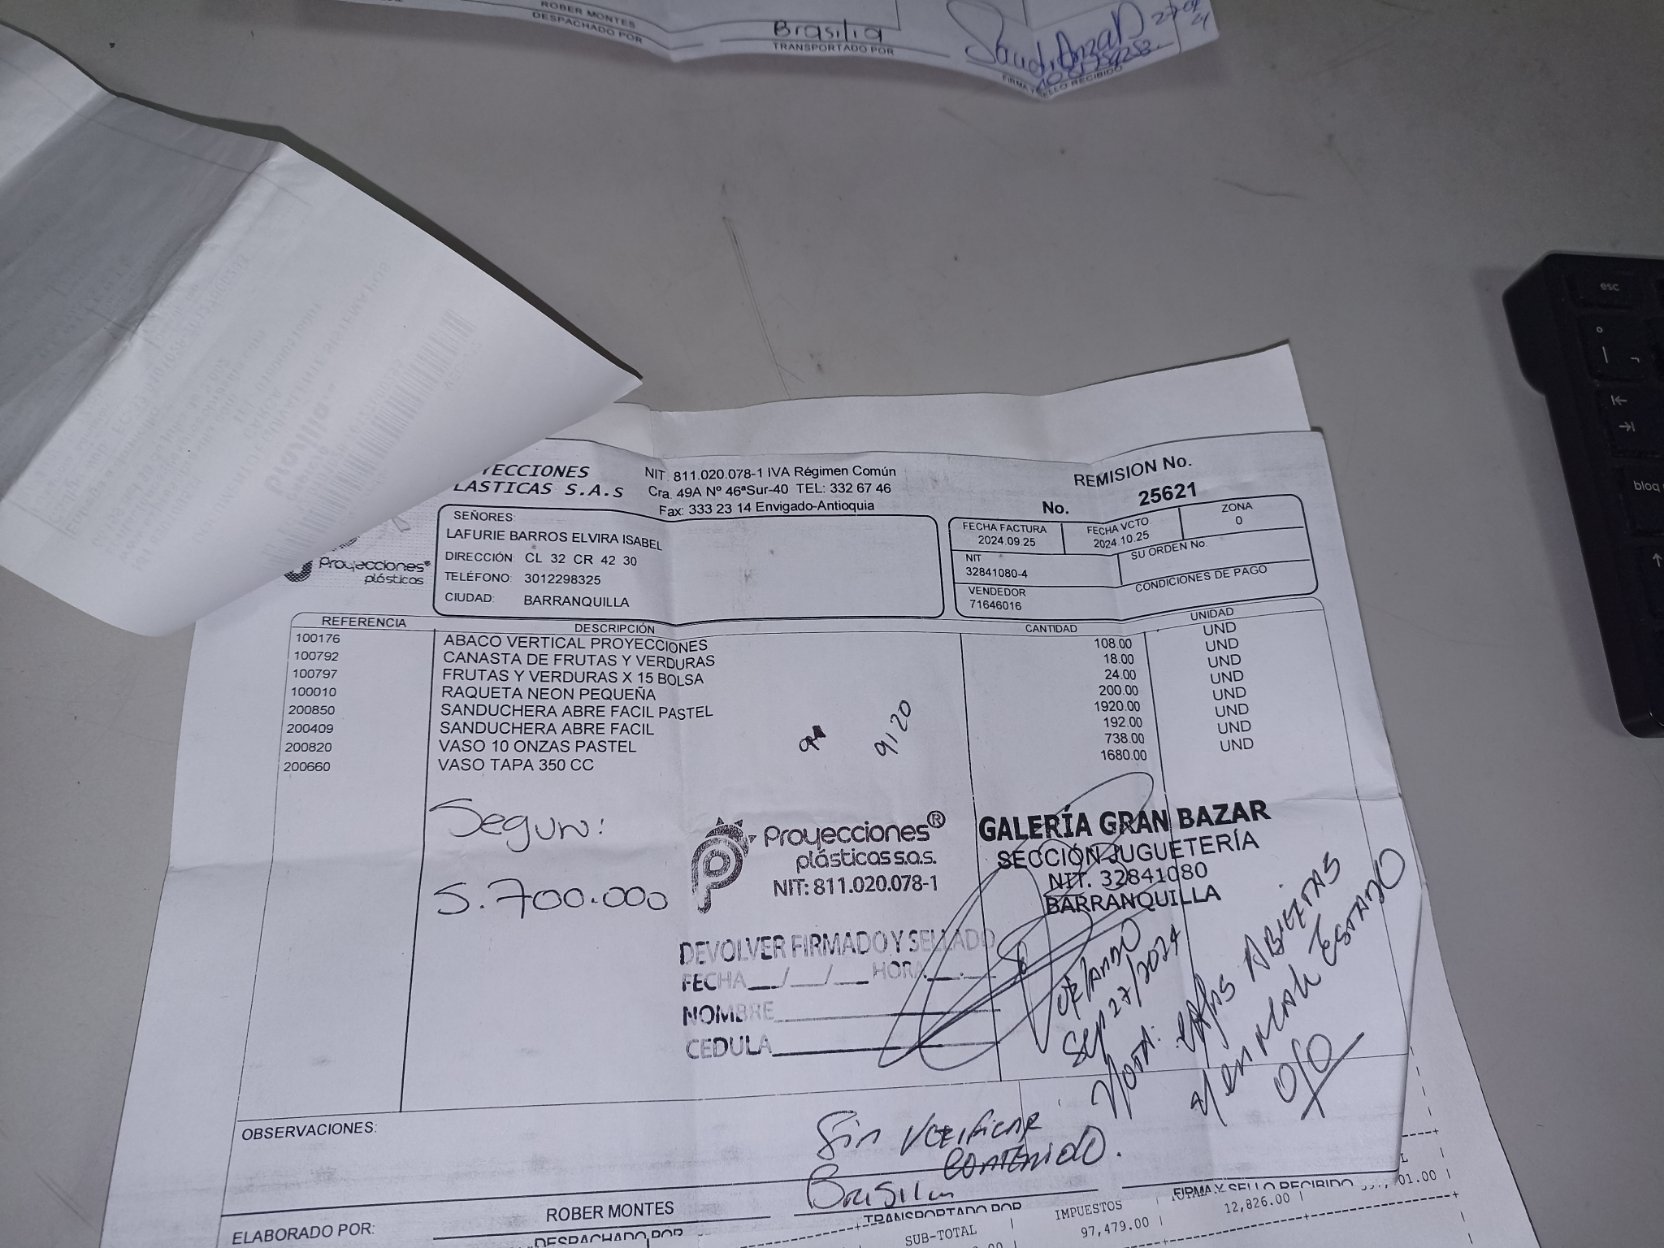 ROBER MONTES
DESPACHADO POR
Brasilia
TRANSPORTADO POR
FIRMA Y SELLO RECIBIDO
YECCIONES
LASTICAS S.A.S
NIT: 811.020.078-1 IVA Régimen Común
Cra. 49A Nº 46ªSur-40 TEL: 332 67 46
Fax: 333 23 14 Envigado-Antioquia
REMISION No.
No. 25621
Proyecciones®
plásticas
SEÑORES:
LAFURIE BARROS ELVIRA ISABEL
DIRECCIÓN: CL 32 CR 42 30
TELÉFONO: 3012298325
CIUDAD: BARRANQUILLA
FECHA FACTURA 2024.09.25
FECHA VCTO 2024.10.25
ZONA 0
NIT 32841080-4
SU ORDEN No.
VENDEDOR 71646016
CONDICIONES DE PAGO
REFERENCIA DESCRIPCIÓN CANTIDAD UNIDAD
100176 ABACO VERTICAL PROYECCIONES 108.00 UND
100792 CANASTA DE FRUTAS Y VERDURAS 18.00 UND
100797 FRUTAS Y VERDURAS X 15 BOLSA 24.00 UND
100010 RAQUETA NEON PEQUEÑA 200.00 UND
200850 SANDUCHERA ABRE FACIL PASTEL 1920.00 UND
200409 SANDUCHERA ABRE FACIL 192.00 UND
200820 VASO 10 ONZAS PASTEL 738.00 UND
200660 VASO TAPA 350 CC 1680.00 UND
9120
Seguro:
5.700.000
Proyecciones®
plásticas s.a.s.
NIT: 811.020.078-1
DEVOLVER FIRMADO Y SELLADO
FECHA __/__/__ HORA
NOMBRE
CEDULA
GALERÍA GRAN BAZAR
SECCIÓN JUGUETERÍA
NIT. 32841080
BARRANQUILLA
Sep 27/2024
ABIERTAS
ESTADO
Sin verificar
contenido.
OBSERVACIONES:
Brasilia
ELABORADO POR:
ROBER MONTES
DESPACHADO POR
TRANSPORTADO POR
FIRMA Y SELLO RECIBIDO
SUB-TOTAL
IMPUESTOS
97,479.00
12,826.00
01.00
esc
bloq